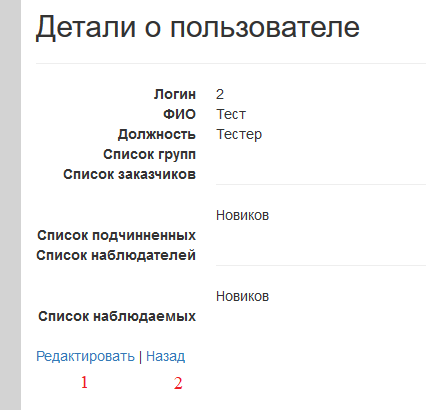 Детали о пользователе
Логин 2
ФИО Тест
Должность Тестер
Список групп
Список заказчиков
Новиков
Список подчинненных
Список наблюдателей
Новиков
Список наблюдаемых
Редактировать | Назад
1 2